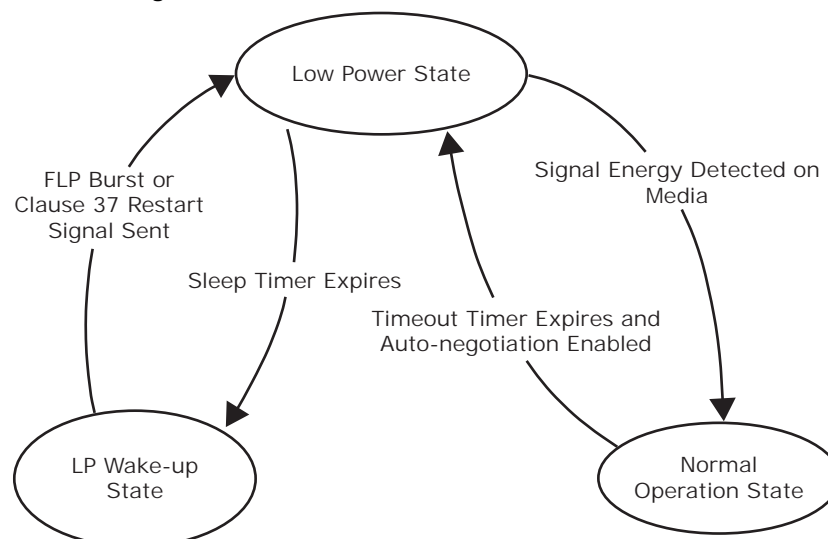 Low Power State
Signal Energy Detected on
Media
FLP Burst or
Clause 37 Restart
Signal Sent
Sleep Timer Expires
Timeout Timer Expires and
Auto-negotiation Enabled
LP Wake-up
State
Normal
Operation State